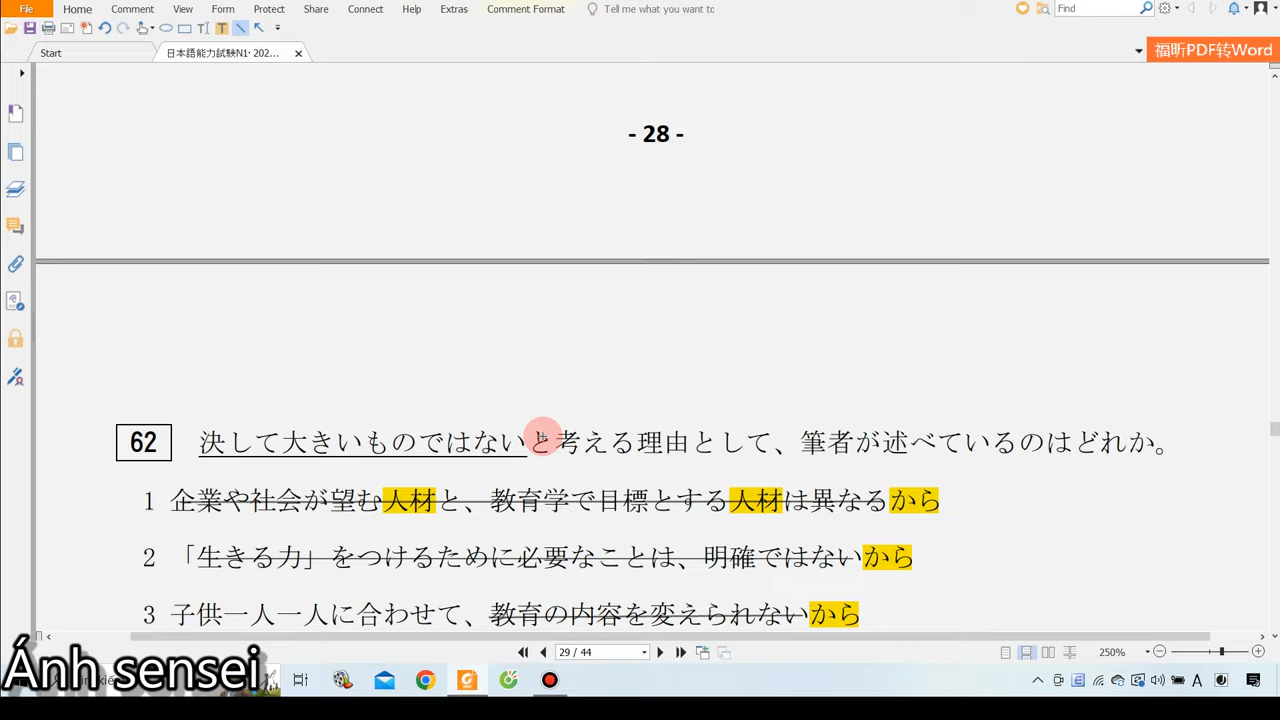 File Home Comment View Form Protect Share Connect Help Extras Comment Format Tell me what you want to Find
Start 日本語能力試験N1· 202... 福昕PDF转Word
- 28 -
62 決して大きいものではないと考える理由として、筆者が述べているのはどれか。
1 企業や社会が望む人材と、教育学で目標とする人材は異なるから
2 「生きる力」をつけるために必要なことは、明確ではないから
3 子供一人一人に合わせて、教育の内容を変えられないから
29 / 44 250%
Ánh sensei